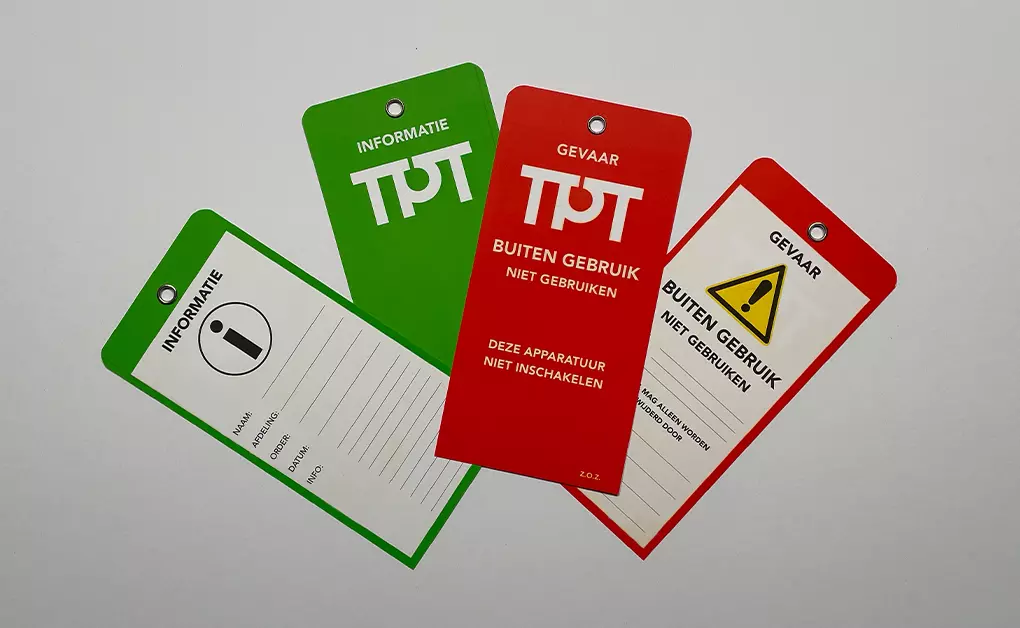 INFORMATIE
NAAM:
AFDELING:
ORDER:
DATUM:
INFO:
INFORMATIE
TPT
GEVAAR
TPT
BUITEN GEBRUIK
NIET GEBRUIKEN
DEZE APPARATUUR
NIET INSCHAKELEN
Z.O.Z.
GEVAAR
BUITEN GEBRUIK
NIET GEBRUIKEN
MAG ALLEEN WORDEN
DOOR